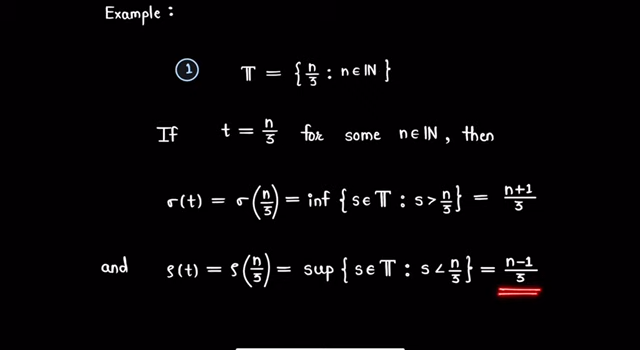 Example :
① 𝕋 = { n/3 : n ∈ ℕ }
If t = n/3 for some n ∈ ℕ , then
σ(t) = σ(n/3) = inf { s ∈ 𝕋 : s > n/3 } = n+1/3
and ρ(t) = ρ(n/3) = sup { s ∈ 𝕋 : s < n/3 } = n-1/3